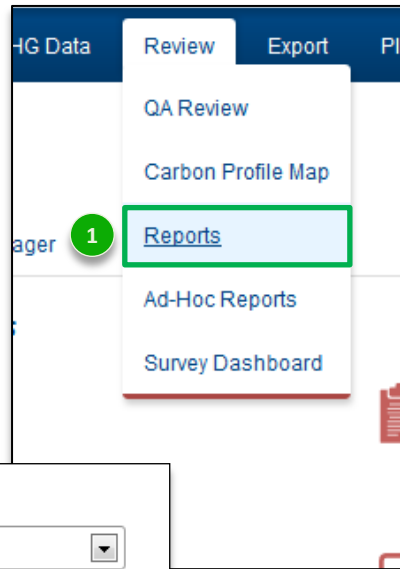 HG Data Review Export Pl
QA Review
Carbon Profile Map
ager 1 Reports
Ad-Hoc Reports
Survey Dashboard